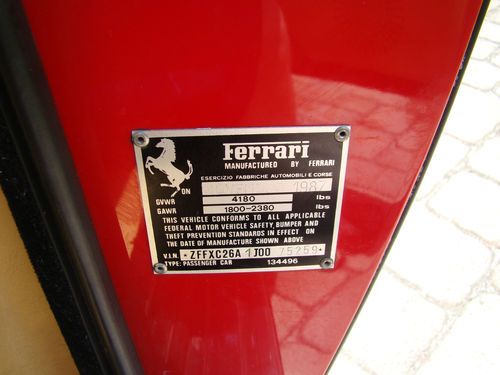 Ferrari
MANUFACTURED BY FERRARI
ESERCIZIO FABBRICHE AUTOMOBILI E CORSE
ON 1987
GVWR 4180 lbs
GAWR 1800-2380 lbs
THIS VEHICLE CONFORMS TO ALL APPLICABLE
FEDERAL MOTOR VEHICLE SAFETY, BUMPER AND
THEFT PREVENTION STANDARDS IN EFFECT ON
THE DATE OF MANUFACTURE SHOWN ABOVE
V.I.N. ·ZFFXC26A1J0075259·
TYPE: PASSENGER CAR 134496